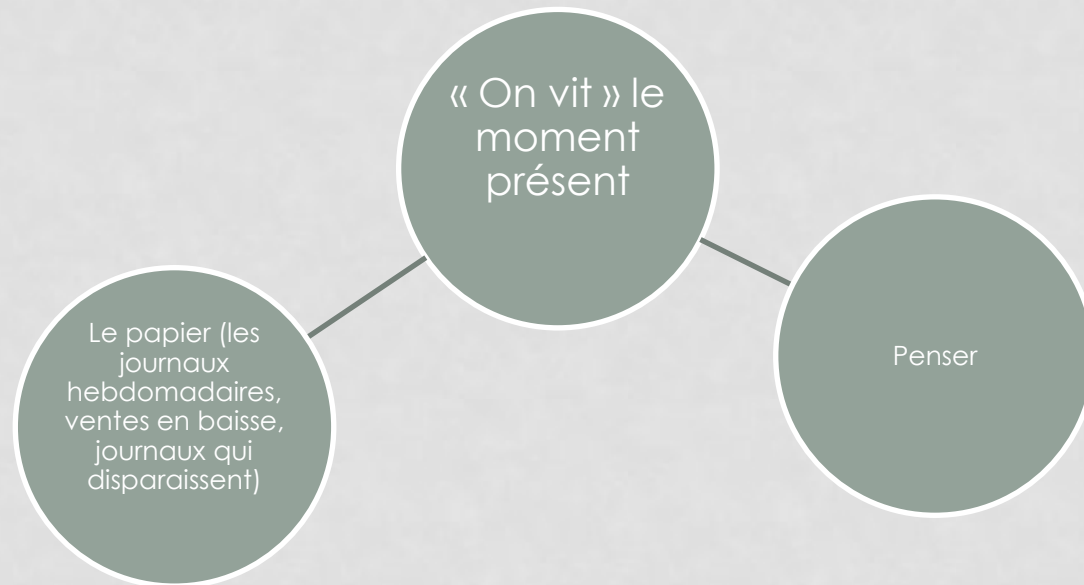 « On vit » le
moment
présent
Le papier (les
journaux
hebdomadaires,
ventes en baisse,
journaux qui
disparaissent)
Penser